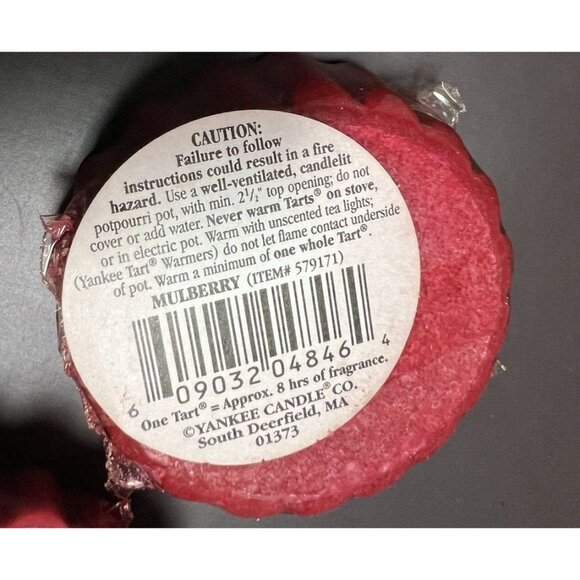 CAUTION:
Failure to follow
instructions could result in a fire
hazard. Use a well-ventilated, candlelit
potpourri pot, with min. 2½" top opening; do not
cover or add water. Never warm Tarts® on stove,
or in electric pot. Warm with unscented tea lights;
(Yankee Tart® Warmers) do not let flame contact underside
of pot. Warm a minimum of one whole Tart®.
MULBERRY (ITEM# 579171)
6 09032 04846 4
One Tart® = Approx. 8 hrs of fragrance.
©YANKEE CANDLE® CO.
South Deerfield, MA
01373